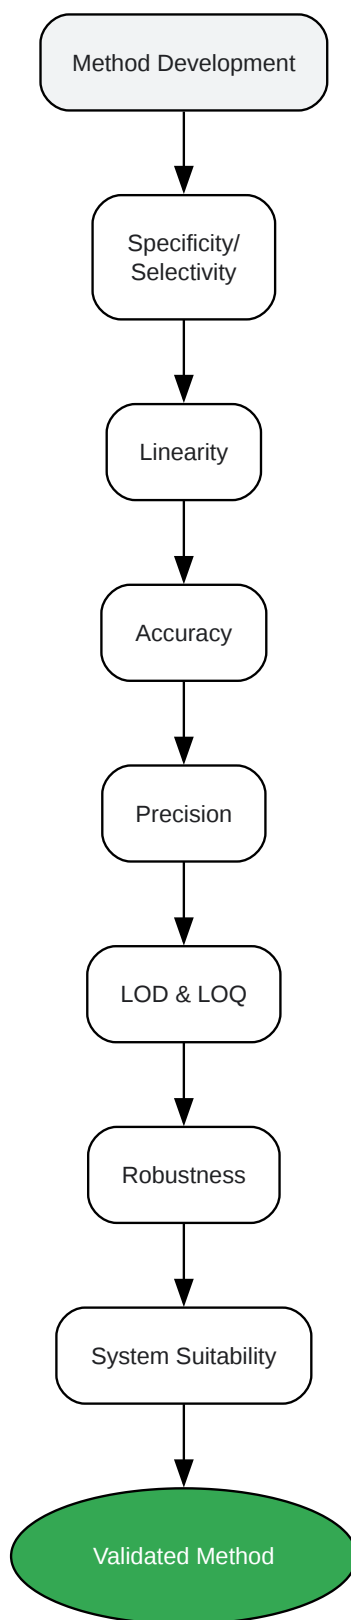 Method Development
Specificity/
Selectivity
Linearity
Accuracy
Precision
LOD & LOQ
Robustness
System Suitability
Validated Method